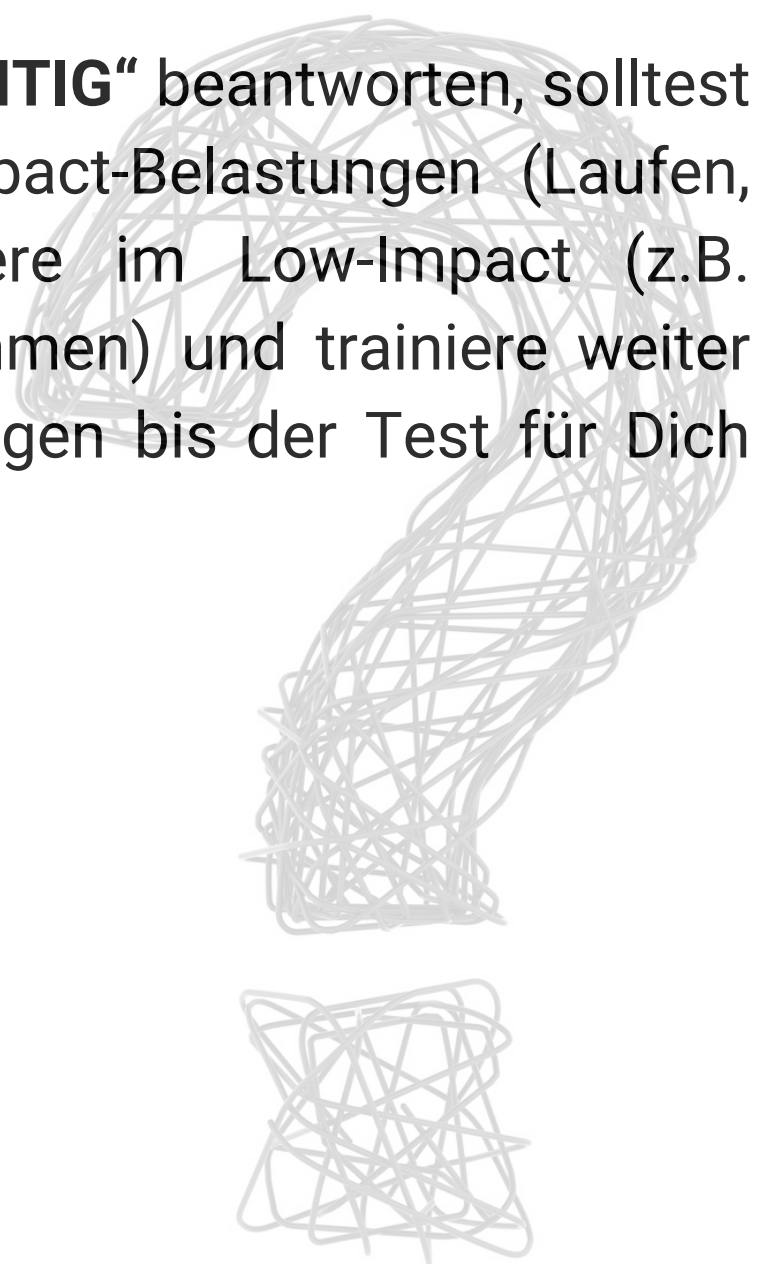 ITIG“ beantworten, solltest
pact-Belastungen (Laufen,
ere im Low-Impact (z.B.
men) und trainiere weiter
gen bis der Test für Dich